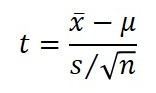 t = (x̄ − μ) / (s/√n)